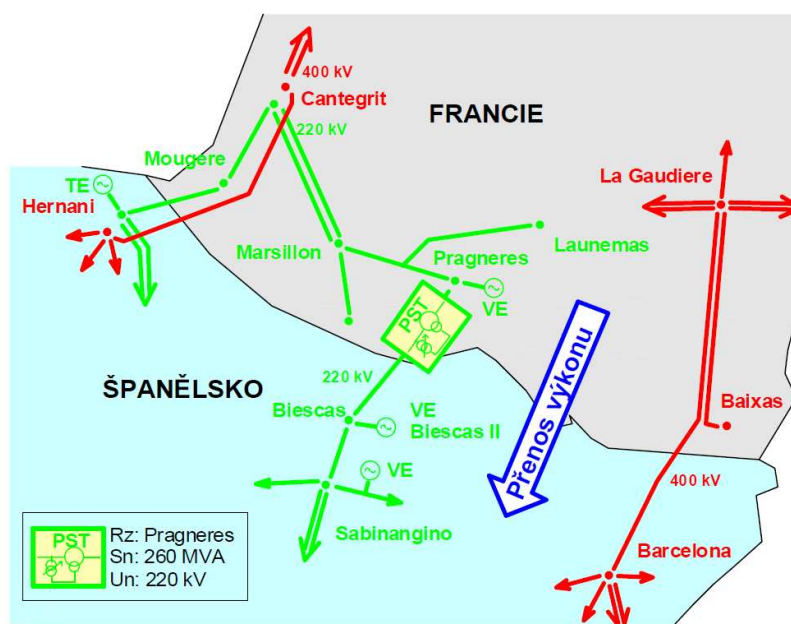 400 kV
Cantegrit
FRANCIE
220 kV
Mougere
TE
Hernani
La Gaudiere
Marsillon
Launemas
Pragneres
VE
PST
220 kV
ŠPANĚLSKO
Přenos výkonu
Biescas
VE
Biescas II
Baixas
VE
400 kV
Sabinangino
Barcelona
PST
Rz: Pragneres
Sn: 260 MVA
Un: 220 kV